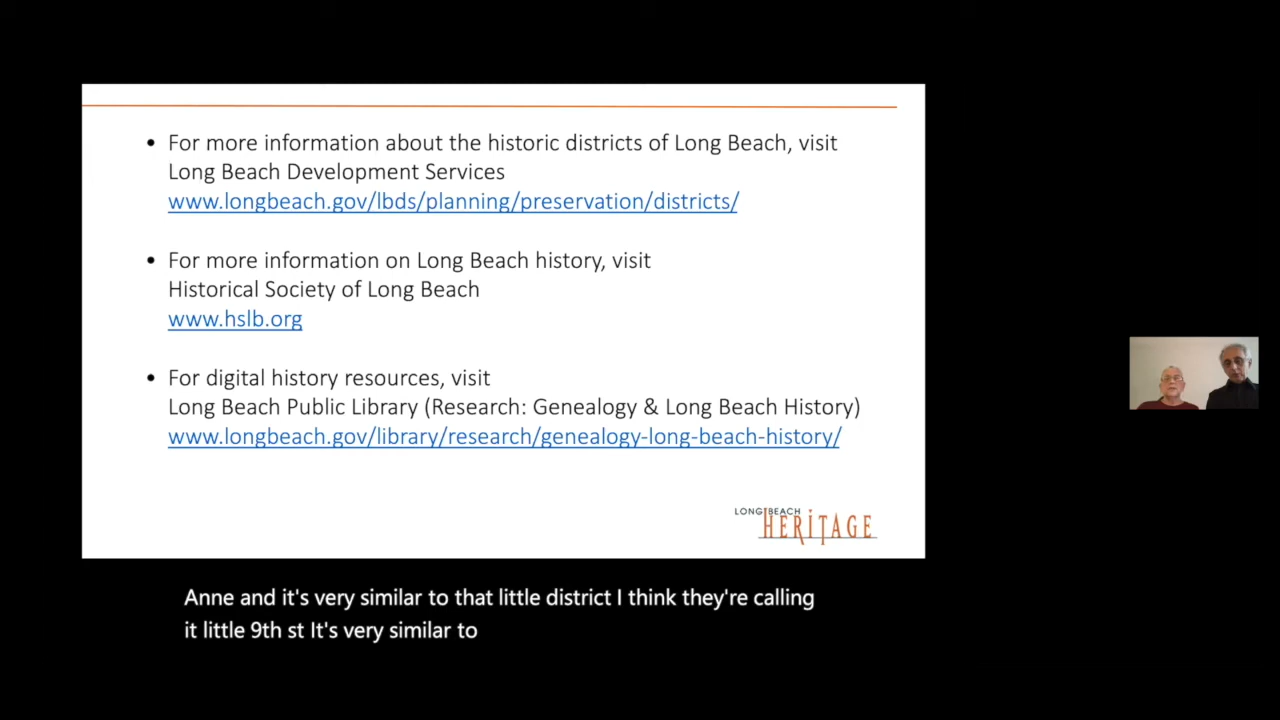 • For more information about the historic districts of Long Beach, visit
Long Beach Development Services
www.longbeach.gov/lbds/planning/preservation/districts/
• For more information on Long Beach history, visit
Historical Society of Long Beach
www.hslb.org
• For digital history resources, visit
Long Beach Public Library (Research: Genealogy & Long Beach History)
www.longbeach.gov/library/research/genealogy-long-beach-history/
LONG BEACH
HERITAGE
Anne and it's very similar to that little district I think they're calling
it little 9th st It's very similar to